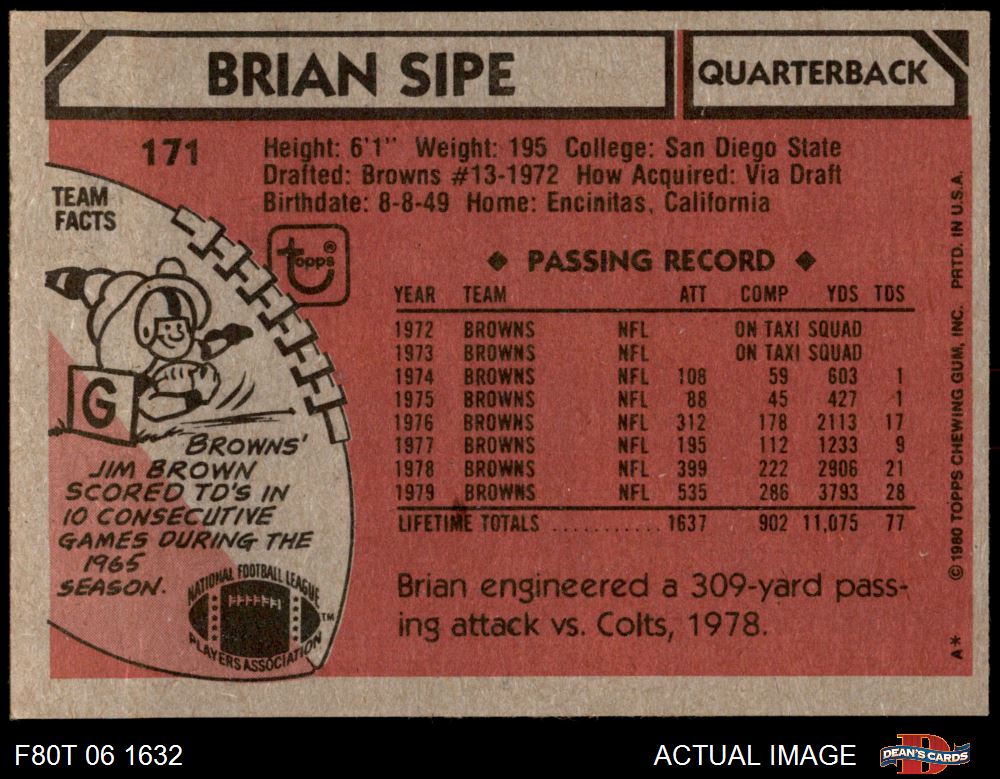 BRIAN SIPE
QUARTERBACK
171
Height: 6'1" Weight: 195 College: San Diego State
Drafted: Browns #13-1972 How Acquired: Via Draft
Birthdate: 8-8-49 Home: Encinitas, California
TEAM
FACTS
topps®
◆ PASSING RECORD ◆
YEAR TEAM ATT COMP YDS TDS
1972 BROWNS NFL ON TAXI SQUAD
1973 BROWNS NFL ON TAXI SQUAD
1974 BROWNS NFL 108 59 603 1
1975 BROWNS NFL 88 45 427 1
1976 BROWNS NFL 312 178 2113 17
1977 BROWNS NFL 195 112 1233 9
1978 BROWNS NFL 399 222 2906 21
1979 BROWNS NFL 535 286 3793 28
LIFETIME TOTALS ........... 1637 902 11,075 77
Brian engineered a 309-yard pass-
ing attack vs. Colts, 1978.
G
BROWNS'
JIM BROWN
SCORED TD'S IN
10 CONSECUTIVE
GAMES DURING THE
1965
SEASON.
NATIONAL FOOTBALL LEAGUE
PLAYERS ASSOCIATION
TM
A* © 1980 TOPPS CHEWING GUM, INC. PRTD. IN U.S.A.
F80T 06 1632
ACTUAL IMAGE
DEAN'S CARDS